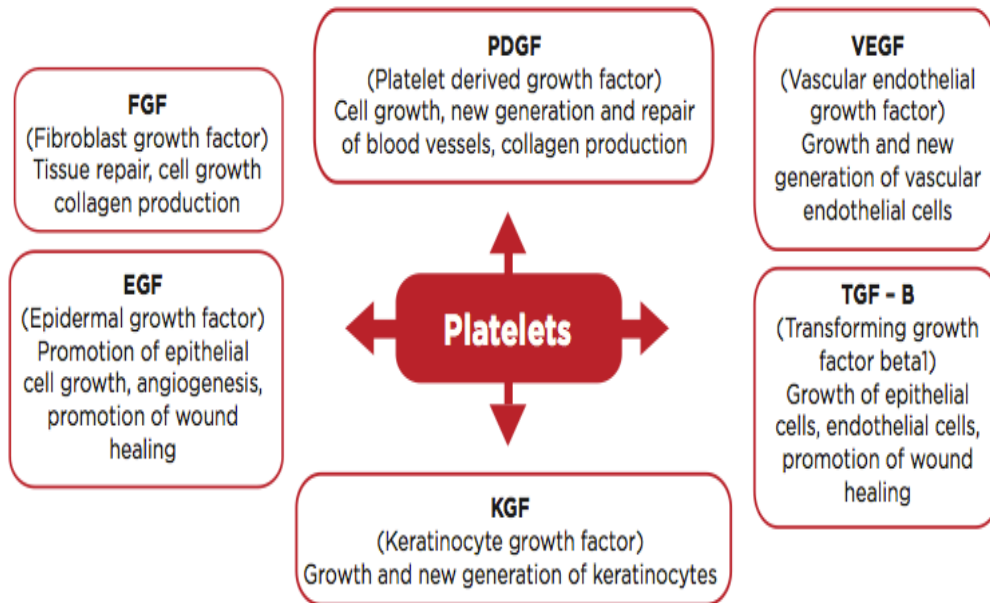 PDGF
(Platelet derived growth factor)
Cell growth, new generation and repair
of blood vessels, collagen production
VEGF
(Vascular endothelial
growth factor)
Growth and new
generation of vascular
endothelial cells
FGF
(Fibroblast growth factor)
Tissue repair, cell growth
collagen production
EGF
(Epidermal growth factor)
Promotion of epithelial
cell growth, angiogenesis,
promotion of wound
healing
Platelets
TGF – B
(Transforming growth
factor beta1)
Growth of epithelial
cells, endothelial cells,
promotion of wound
healing
KGF
(Keratinocyte growth factor)
Growth and new generation of keratinocytes